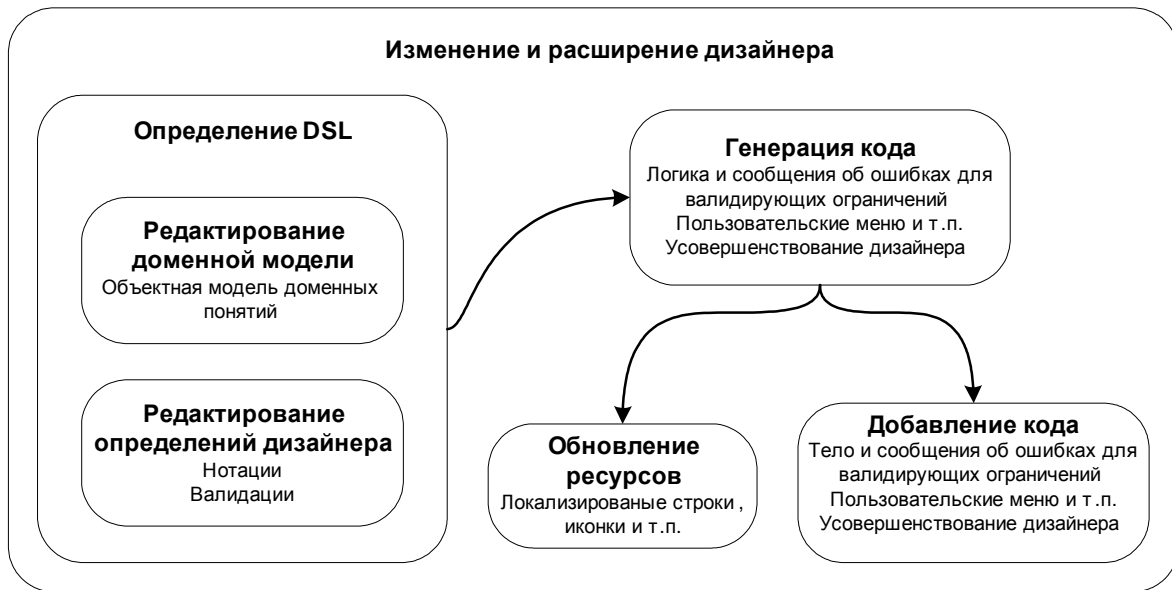 Изменение и расширение дизайнера
Определение DSL
Редактирование
доменной модели
Объектная модель доменных
понятий
Редактирование
определений дизайнера
Нотации
Валидации
Генерация кода
Логика и сообщения об ошибках для
валидирующих ограничений
Пользовательские меню и т.п.
Усовершенствование дизайнера
Обновление
ресурсов
Локализированые строки ,
иконки и т.п.
Добавление кода
Тело и сообщения об ошибках для
валидирующих ограничений
Пользовательские меню и т.п.
Усовершенствование дизайнера